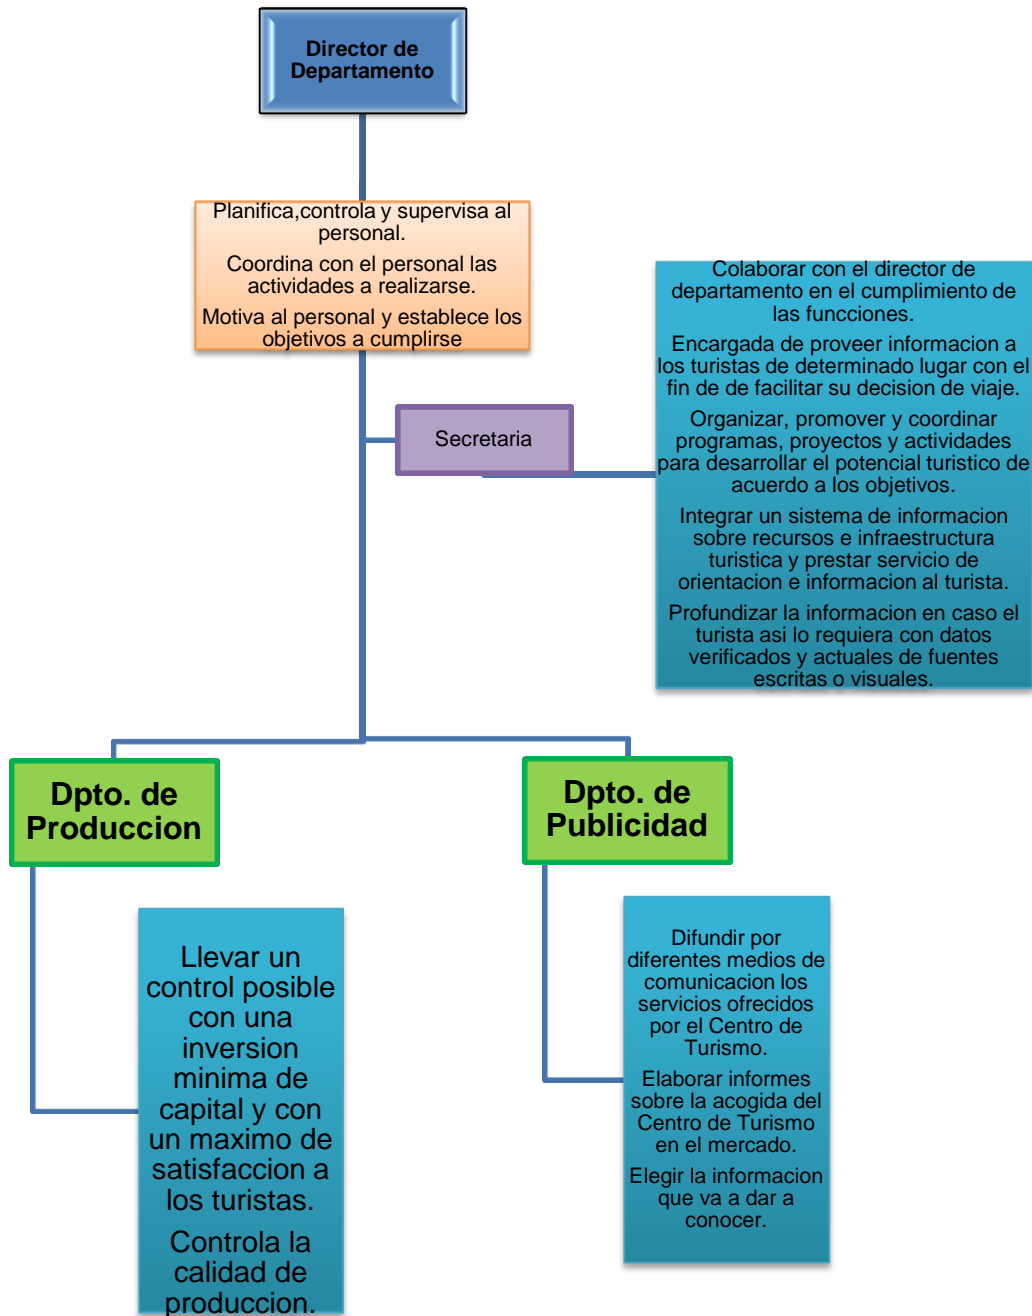 Director de
Departamento
Planifica,controla y supervisa al
personal.
Coordina con el personal las
actividades a realizarse.
Motiva al personal y establece los
objetivos a cumplirse
Secretaria
Colaborar con el director de
departamento en el cumplimiento de
las funcciones.
Encargada de proveer informacion a
los turistas de determinado lugar con el
fin de de facilitar su decision de viaje.
Organizar, promover y coordinar
programas, proyectos y actividades
para desarrollar el potencial turistico de
acuerdo a los objetivos.
Integrar un sistema de informacion
sobre recursos e infraestructura
turistica y prestar servicio de
orientacion e informacion al turista.
Profundizar la informacion en caso el
turista asi lo requiera con datos
verificados y actuales de fuentes
escritas o visuales.
Dpto. de
Produccion
Llevar un
control posible
con una
inversion
minima de
capital y con
un maximo de
satisfaccion a
los turistas.
Controla la
calidad de
produccion.
Dpto. de
Publicidad
Difundir por
diferentes medios de
comunicacion los
servicios ofrecidos
por el Centro de
Turismo.
Elaborar informes
sobre la acogida del
Centro de Turismo
en el mercado.
Elegir la informacion
que va a dar a
conocer.